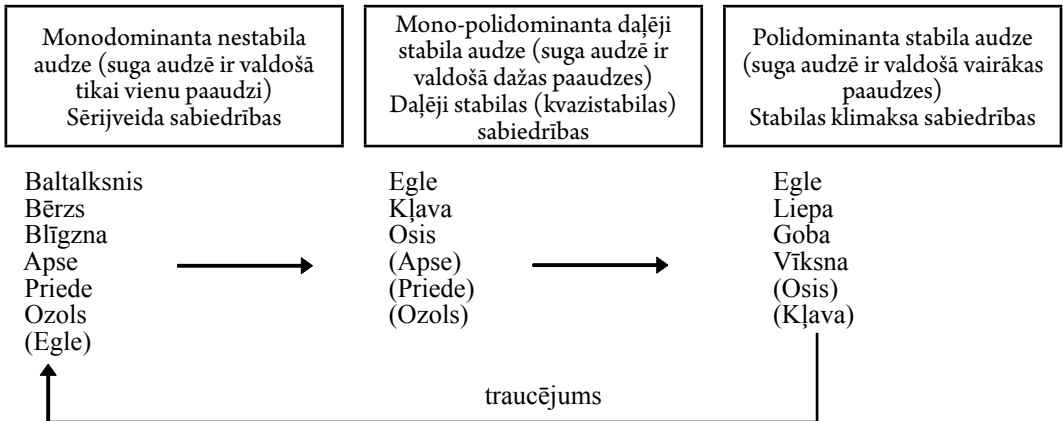 Monodominanta nestabila
audze (suga audzē ir valdošā
tikai vienu paaudzi)
Sērijveida sabiedrības
Mono-polidominanta daļēji
stabila audze (suga audzē ir
valdošā dažas paaudzes)
Daļēji stabilas (kvazistabilas)
sabiedrības
Polidominanta stabila audze
(suga audzē ir valdošā vairākas
paaudzes)
Stabilas klimaksa sabiedrības
Baltalksnis
Bērzs
Blīgzna
Apse
Priede
Ozols
(Egle)
Egle
Kļava
Osis
(Apse)
(Priede)
(Ozols)
Egle
Liepa
Goba
Vīksna
(Osis)
(Kļava)
traucējums